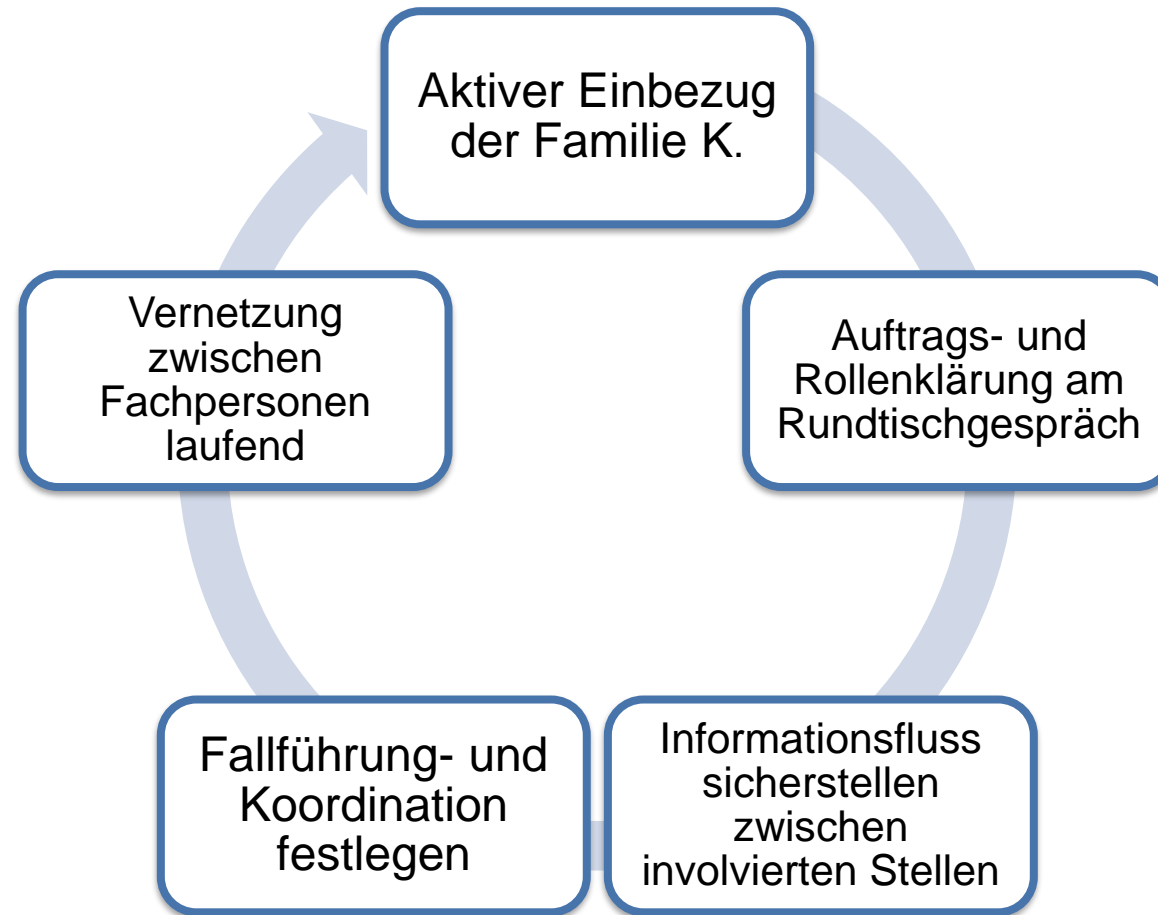 Aktiver Einbezug
der Familie K.
Auftrags- und
Rollenklärung am
Rundtischgespräch
Informationsfluss
sicherstellen
zwischen
involvierten Stellen
Fallführung- und
Koordination
festlegen
Vernetzung
zwischen
Fachpersonen
laufend